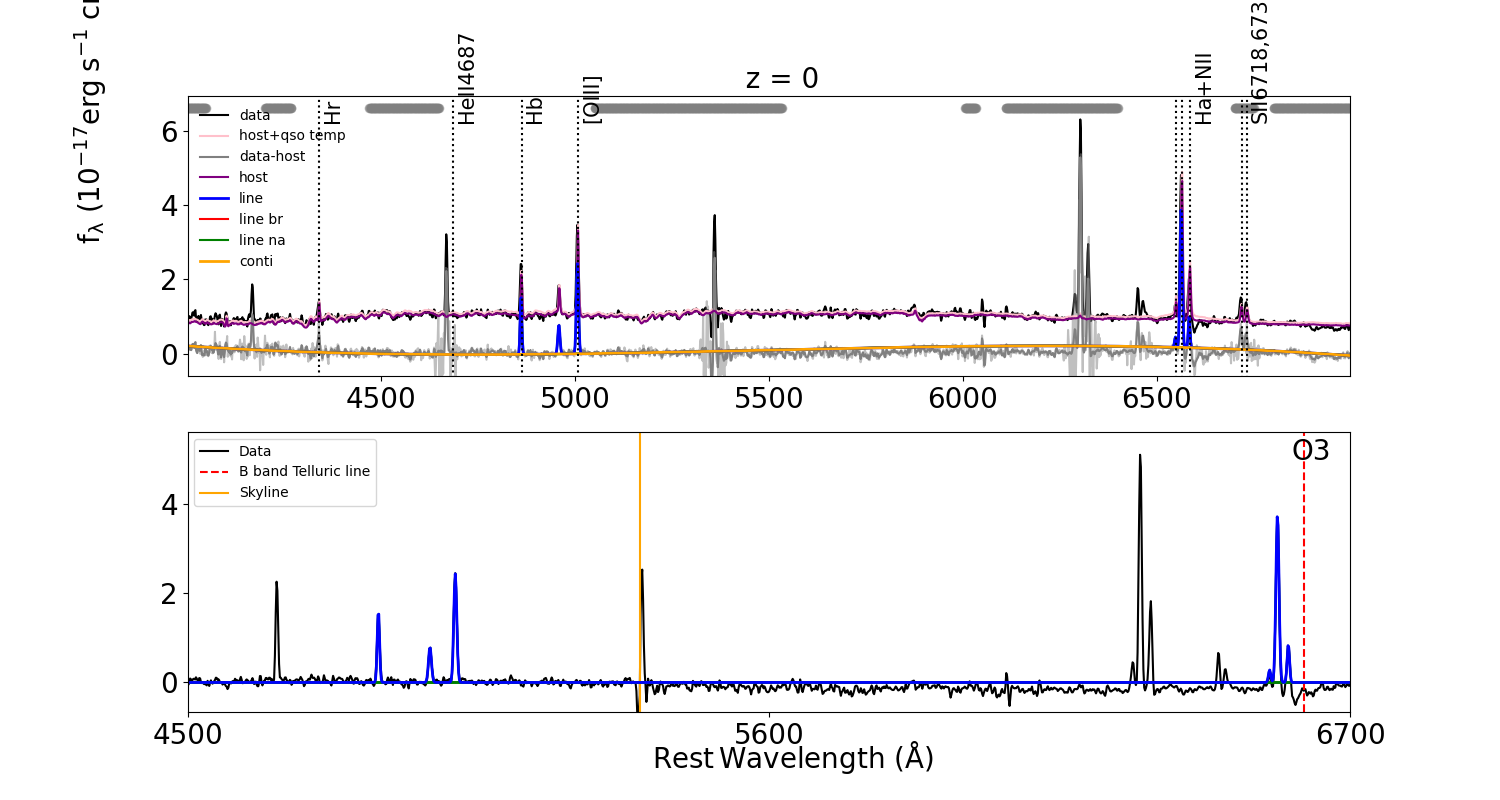 z = 0
f_λ (10^{-17} erg s^{-1} c
Hr
HeII4687
Hb
[OIII]
Ha+NII
SII6718,673
data
host+qso temp
data-host
host
line
line br
line na
conti
6
4
2
0
4500 5000 5500 6000 6500
Data
B band Telluric line
Skyline
O3
4
2
0
4500 5600 6700
Rest Wavelength (Å)